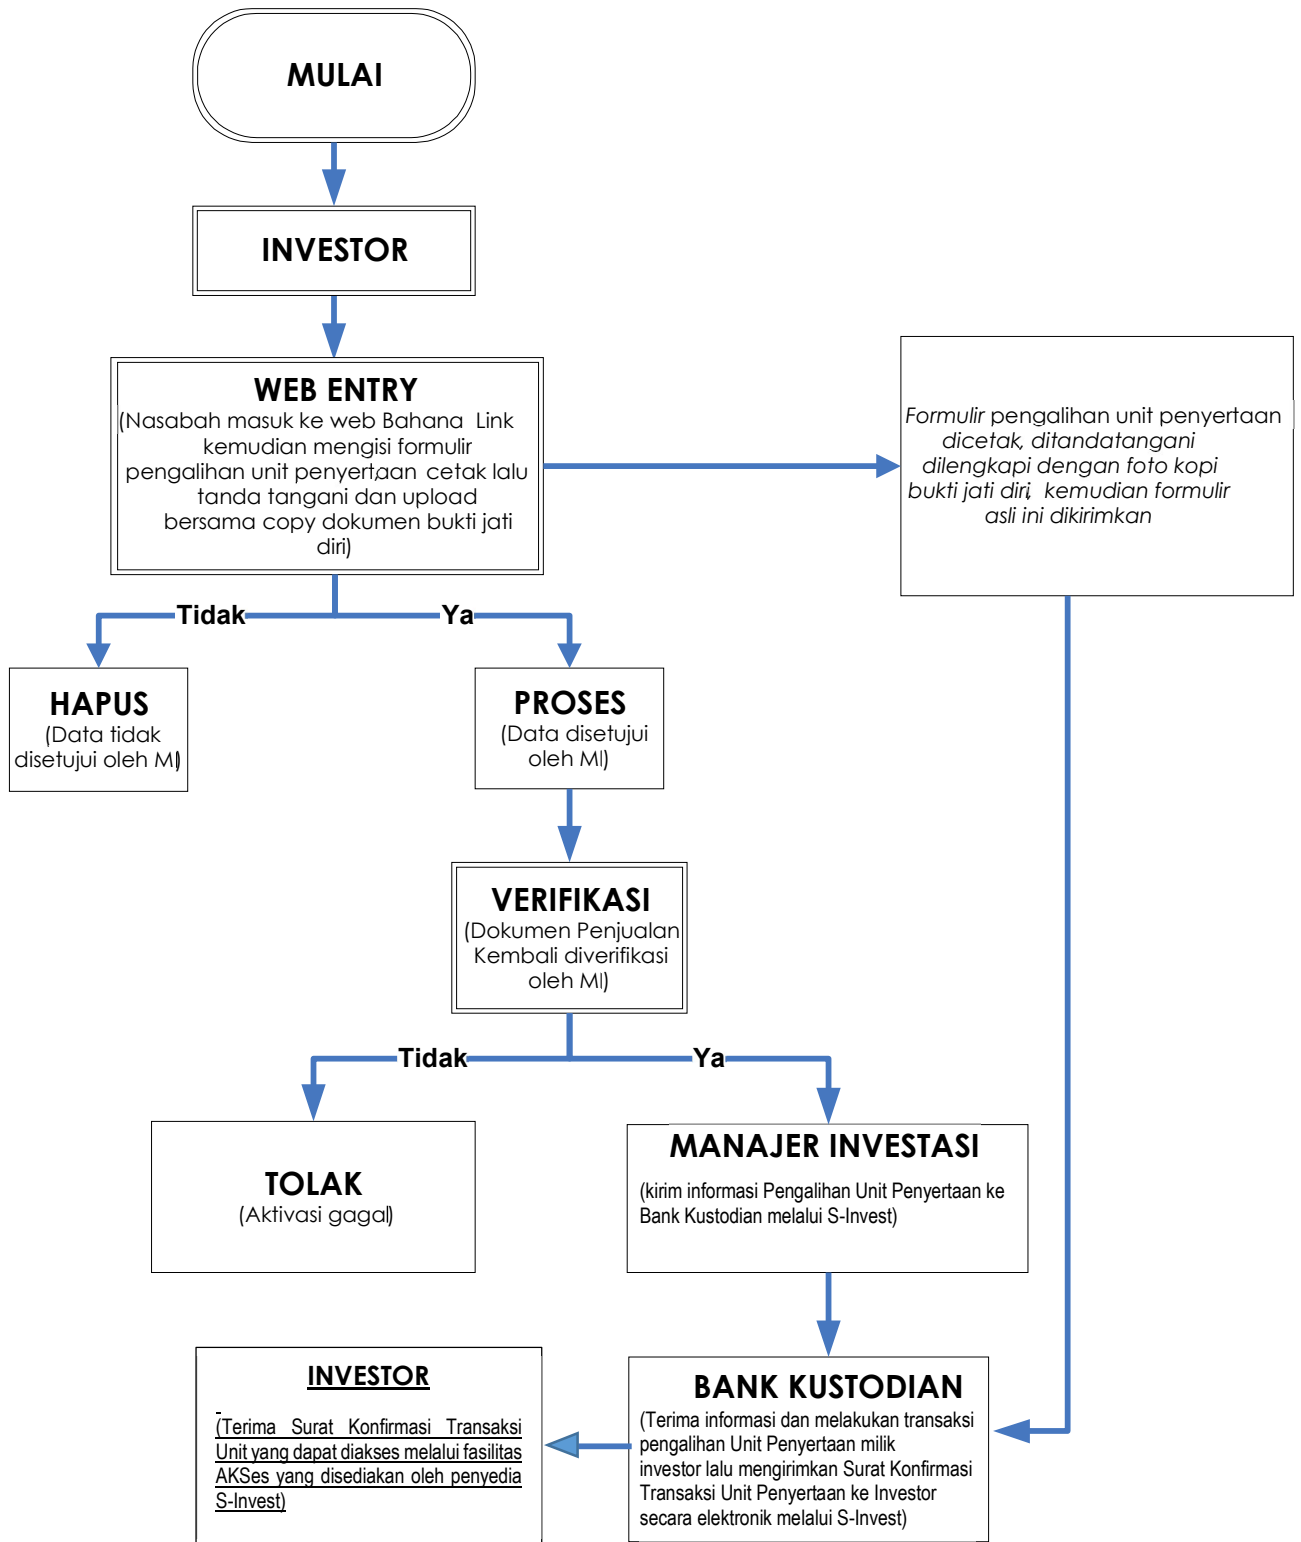 MULAI
INVESTOR
WEB ENTRY
(Nasabah masuk ke web Bahana Link
kemudian mengisi formulir
pengalihan unit penyertaan, cetak lalu
tanda tangani dan upload
bersama copy dokumen bukti jati
diri)
Formulir pengalihan unit penyertaan
dicetak, ditandatangani
dilengkapi dengan foto kopi
bukti jati diri, kemudian formulir
asli ini dikirimkan
Tidak
Ya
HAPUS
(Data tidak
disetujui oleh MI)
PROSES
(Data disetujui
oleh MI)
VERIFIKASI
(Dokumen Penjualan
Kembali diverifikasi
oleh MI)
Tidak
Ya
TOLAK
(Aktivasi gagal)
MANAJER INVESTASI
(kirim informasi Pengalihan Unit Penyertaan ke
Bank Kustodian melalui S-Invest)
INVESTOR
(Terima Surat Konfirmasi Transaksi
Unit yang dapat diakses melalui fasilitas
AKSes yang disediakan oleh penyedia
S-Invest)
BANK KUSTODIAN
(Terima informasi dan melakukan transaksi
pengalihan Unit Penyertaan milik
investor lalu mengirimkan Surat Konfirmasi
Transaksi Unit Penyertaan ke Investor
secara elektronik melalui S-Invest)